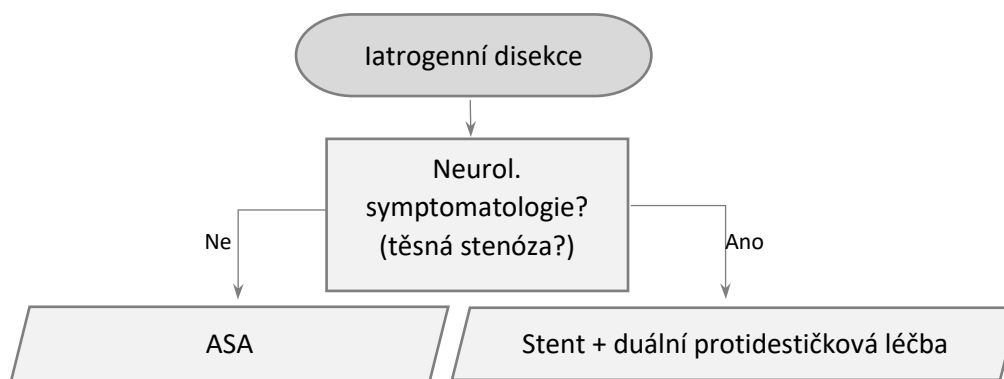 Iatrogenní disekce
Neurol.
symptomatologie?
(těsná stenóza?)
Ne
Ano
ASA
Stent + duální protidestičková léčba